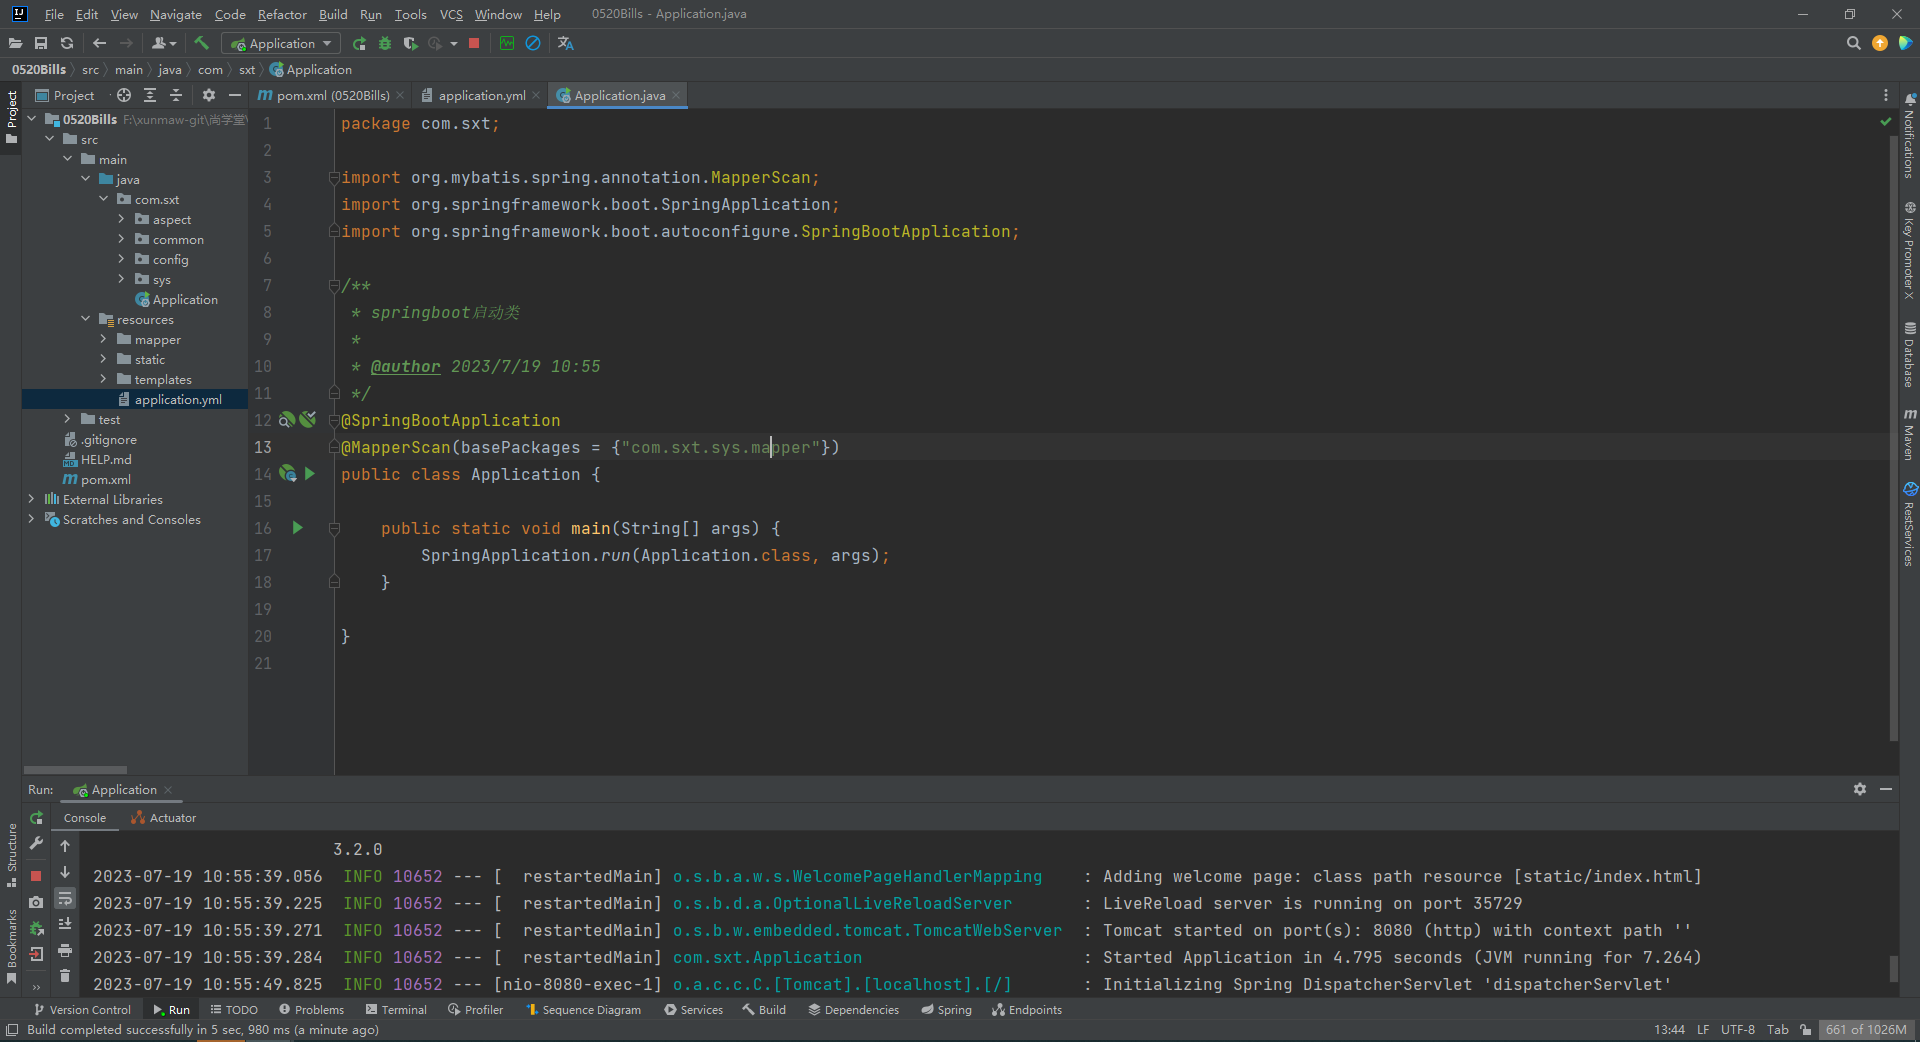 File Edit View Navigate Code Refactor Build Run Tools VCS Window Help 0520Bills - Application.java
Application
0520Bills src main java com sxt Application
Project
pom.xml (0520Bills) application.yml Application.java
Project
0520Bills F:\xunmaw-git\尚学堂\
src
main
java
com.sxt
aspect
common
config
sys
Application
resources
mapper
static
templates
application.yml
test
.gitignore
HELP.md
pom.xml
External Libraries
Scratches and Consoles
1 package com.sxt;
2
3 import org.mybatis.spring.annotation.MapperScan;
4 import org.springframework.boot.SpringApplication;
5 import org.springframework.boot.autoconfigure.SpringBootApplication;
6
7 /**
8 * springboot启动类
9 *
10 * @author 2023/7/19 10:55
11 */
12 @SpringBootApplication
13 @MapperScan(basePackages = {"com.sxt.sys.mapper"})
14 public class Application {
15
16 public static void main(String[] args) {
17 SpringApplication.run(Application.class, args);
18 }
19
20 }
21
Notifications
Key Promoter X
Database
Maven
RestServices
Run: Application
Console Actuator
Structure
Bookmarks
3.2.0
2023-07-19 10:55:39.056 INFO 10652 --- [ restartedMain] o.s.b.a.w.s.WelcomePageHandlerMapping : Adding welcome page: class path resource [static/index.html]
2023-07-19 10:55:39.225 INFO 10652 --- [ restartedMain] o.s.b.d.a.OptionalLiveReloadServer : LiveReload server is running on port 35729
2023-07-19 10:55:39.271 INFO 10652 --- [ restartedMain] o.s.b.w.embedded.tomcat.TomcatWebServer : Tomcat started on port(s): 8080 (http) with context path ''
2023-07-19 10:55:39.284 INFO 10652 --- [ restartedMain] com.sxt.Application : Started Application in 4.795 seconds (JVM running for 7.264)
2023-07-19 10:55:49.825 INFO 10652 --- [nio-8080-exec-1] o.a.c.c.C.[Tomcat].[localhost].[/] : Initializing Spring DispatcherServlet 'dispatcherServlet'
Version Control Run TODO Problems Terminal Profiler Sequence Diagram Services Build Dependencies Spring Endpoints
Build completed successfully in 5 sec, 980 ms (a minute ago) 13:44 LF UTF-8 Tab 661 of 1026M